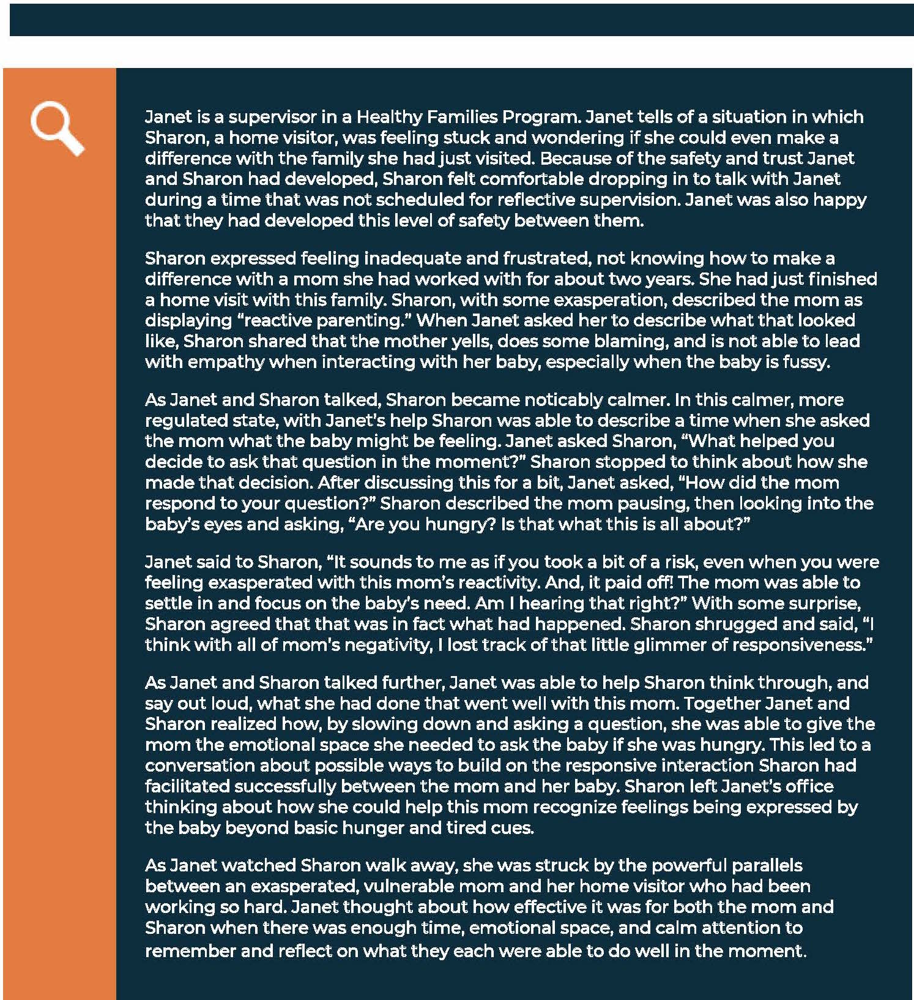 Janet is a supervisor in a Healthy Families Program. Janet tells of a situation in which
Sharon, a home visitor, was feeling stuck and wondering if she could even make a
difference with the family she had just visited. Because of the safety and trust Janet
and Sharon had developed, Sharon felt comfortable dropping in to talk with Janet
during a time that was not scheduled for reflective supervision. Janet was also happy
that they had developed this level of safety between them.
Sharon expressed feeling inadequate and frustrated, not knowing how to make a
difference with a mom she had worked with for about two years. She had just finished
a home visit with this family. Sharon, with some exasperation, described the mom as
displaying “reactive parenting.” When Janet asked her to describe what that looked
like, Sharon shared that the mother yells, does some blaming, and is not able to lead
with empathy when interacting with her baby, especially when the baby is fussy.
As Janet and Sharon talked, Sharon became noticably calmer. In this calmer, more
regulated state, with Janet’s help Sharon was able to describe a time when she asked
the mom what the baby might be feeling. Janet asked Sharon, “What helped you
decide to ask that question in the moment?” Sharon stopped to think about how she
made that decision. After discussing this for a bit, Janet asked, “How did the mom
respond to your question?” Sharon described the mom pausing, then looking into the
baby’s eyes and asking, “Are you hungry? Is that what this is all about?”
Janet said to Sharon, “It sounds to me as if you took a bit of a risk, even when you were
feeling exasperated with this mom’s reactivity. And, it paid off! The mom was able to
settle in and focus on the baby’s need. Am I hearing that right?” With some surprise,
Sharon agreed that that was in fact what had happened. Sharon shrugged and said, “I
think with all of mom’s negativity, I lost track of that little glimmer of responsiveness.”
As Janet and Sharon talked further, Janet was able to help Sharon think through, and
say out loud, what she had done that went well with this mom. Together Janet and
Sharon realized how, by slowing down and asking a question, she was able to give the
mom the emotional space she needed to ask the baby if she was hungry. This led to a
conversation about possible ways to build on the responsive interaction Sharon had
facilitated successfully between the mom and her baby. Sharon left Janet’s office
thinking about how she could help this mom recognize feelings being expressed by
the baby beyond basic hunger and tired cues.
As Janet watched Sharon walk away, she was struck by the powerful parallels
between an exasperated, vulnerable mom and her home visitor who had been
working so hard. Janet thought about how effective it was for both the mom and
Sharon when there was enough time, emotional space, and calm attention to
remember and reflect on what they each were able to do well in the moment.